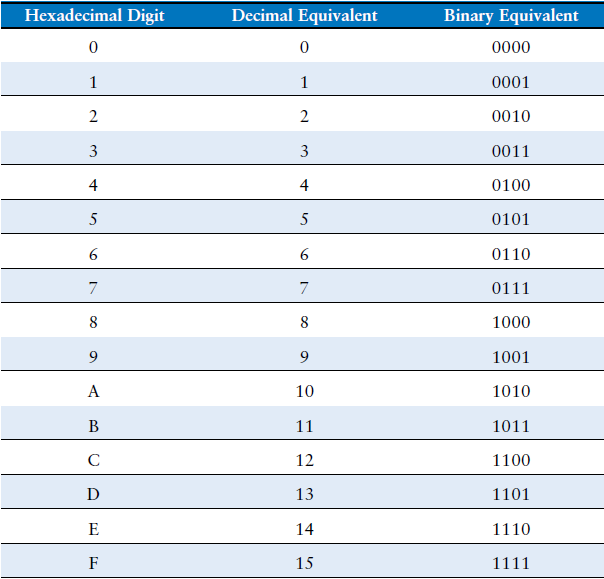 Hexadecimal Digit Decimal Equivalent Binary Equivalent
0 0 0000
1 1 0001
2 2 0010
3 3 0011
4 4 0100
5 5 0101
6 6 0110
7 7 0111
8 8 1000
9 9 1001
A 10 1010
B 11 1011
C 12 1100
D 13 1101
E 14 1110
F 15 1111